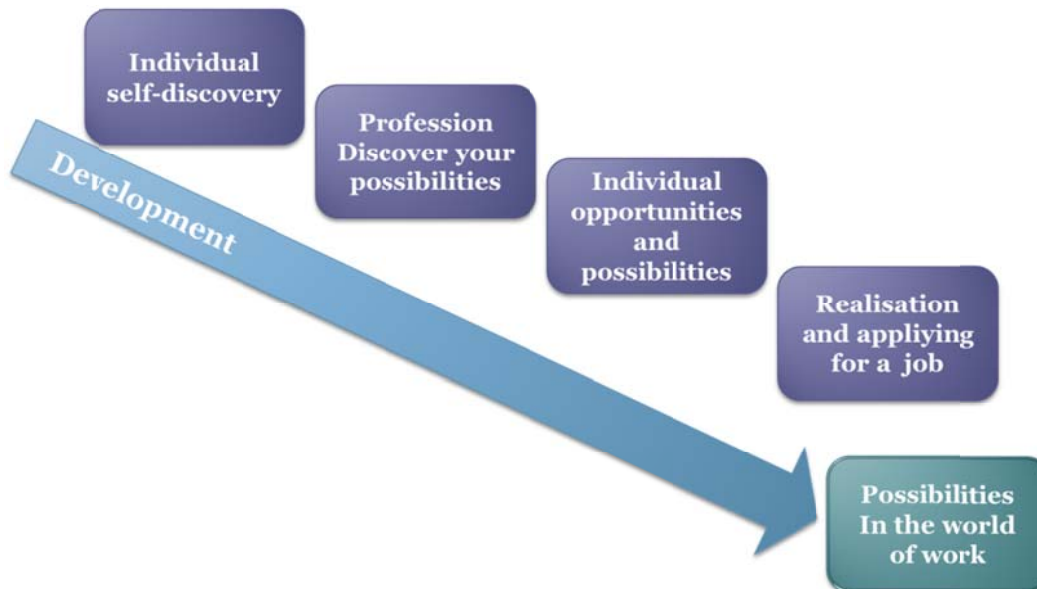 Individual
self-discovery
Profession
Discover your
possibilities
Individual
opportunities
and
possibilities
Realisation
and appliying
for a job
Development
Possibilities
In the world
of work